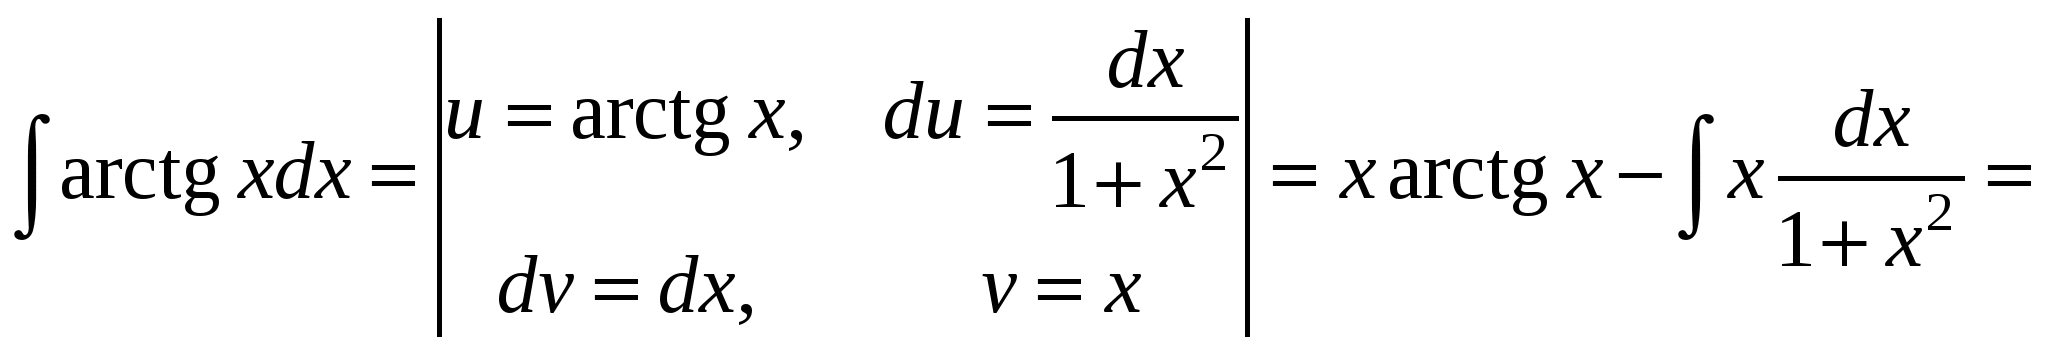 ∫ arctg xdx = | u = arctg x, du = dx/(1 + x²) dv = dx, v = x | = x arctg x − ∫ x dx/(1 + x²) =